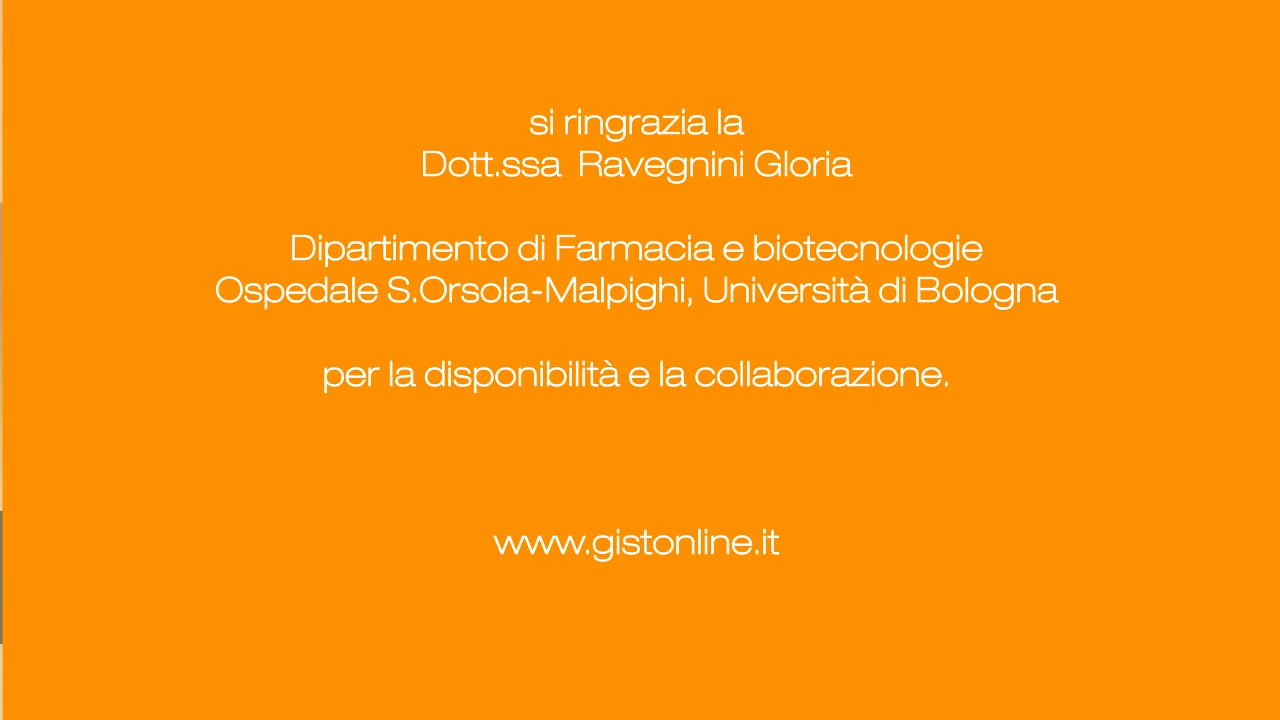 si ringrazia la
Dott.ssa  Ravegnini Gloria
Dipartimento di Farmacia e biotecnologie
Ospedale S.Orsola-Malpighi, Università di Bologna
per la disponibilità e la collaborazione.
www.gistonline.it